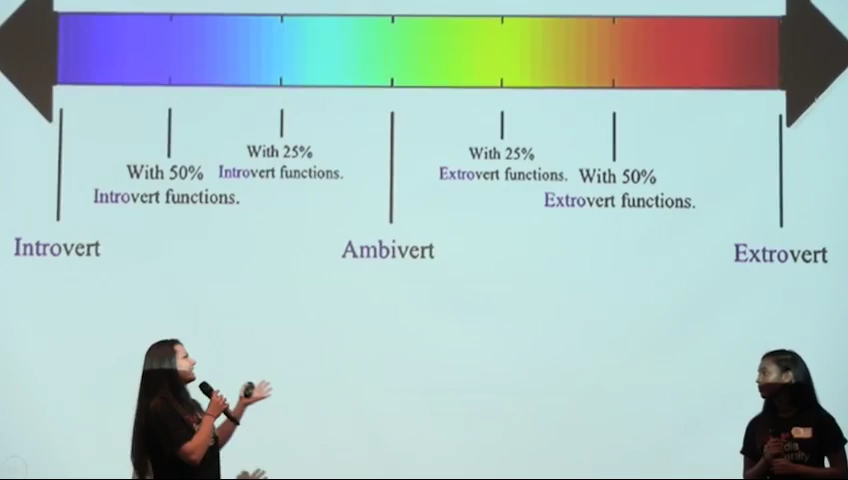 With 50%
Introvert functions.
With 25%
Introvert functions.
With 25%
Extrovert functions.
With 50%
Extrovert functions.
Introvert
Ambivert
Extrovert